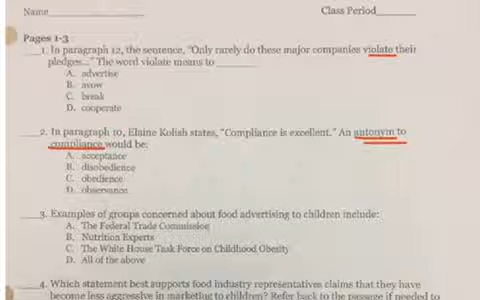 Name
Class Period
Pages 1-3
1. In paragraph 12, the sentence, "Only rarely do these major companies violate their
pledges..." The word violate means to
A. advertise
B. avow
C. break
D. cooperate
2. In paragraph 10, Elaine Kolish states, "Compliance is excellent." An antonym to
compliance would be:
A. acceptance
B. disobedience
C. obedience
D. observance
3. Examples of groups concerned about food advertising to children include:
A. The Federal Trade Commission
B. Nutrition Experts
C. The White House Task Force on Childhood Obesity
D. All of the above
4. Which statement best supports food industry representatives claims that they have
become less aggressive in marketing to children? Refer back to the passage if needed to